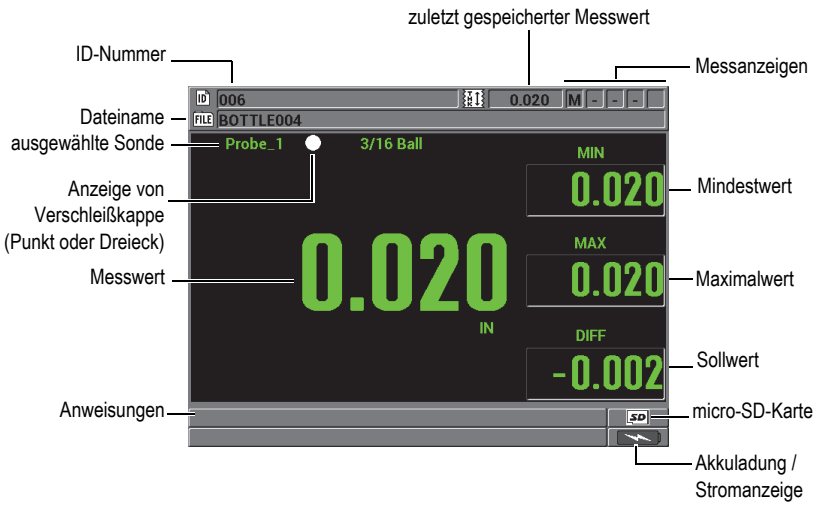 zuletzt gespeicherter Messwert
ID-Nummer
Messanzeigen
ID 006 0.020 M - - -
Dateiname
FILE BOTTLE004
ausgewählte Sonde
Probe_1 3/16 Ball
MIN
0.020
Mindestwert
Anzeige von
Verschleißkappe
(Punkt oder Dreieck)
Messwert
0.020
IN
MAX
0.020
Maximalwert
DIFF
-0.002
Sollwert
Anweisungen
SD
micro-SD-Karte
Akkuladung /
Stromanzeige